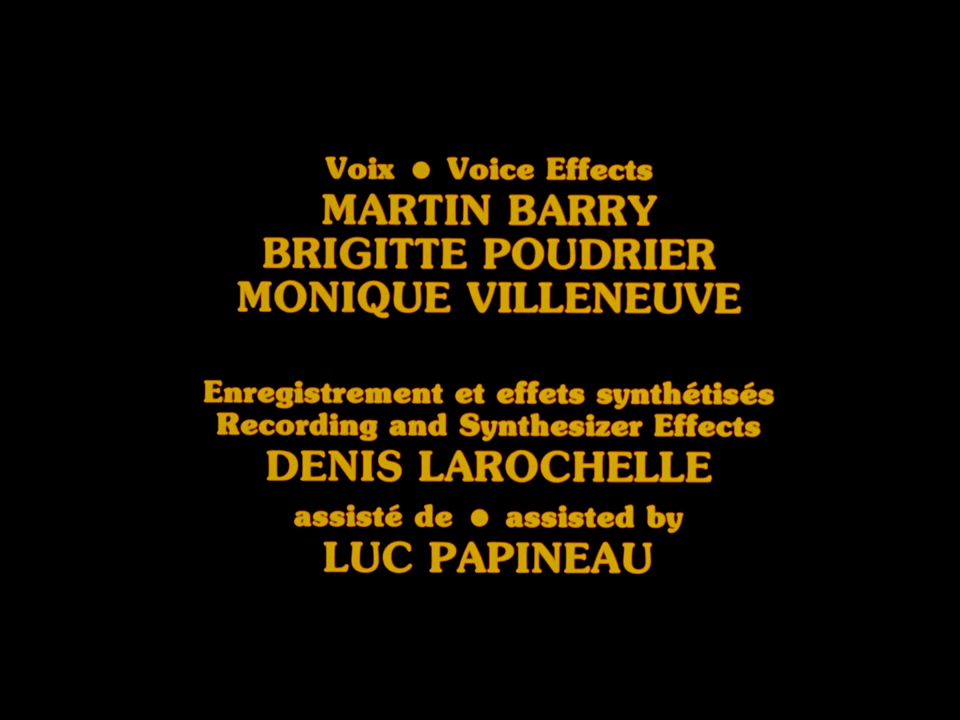 Voix ● Voice Effects
MARTIN BARRY
BRIGITTE POUDRIER
MONIQUE VILLENEUVE
Enregistrement et effets synthétisés
Recording and Synthesizer Effects
DENIS LAROCHELLE
assisté de ● assisted by
LUC PAPINEAU